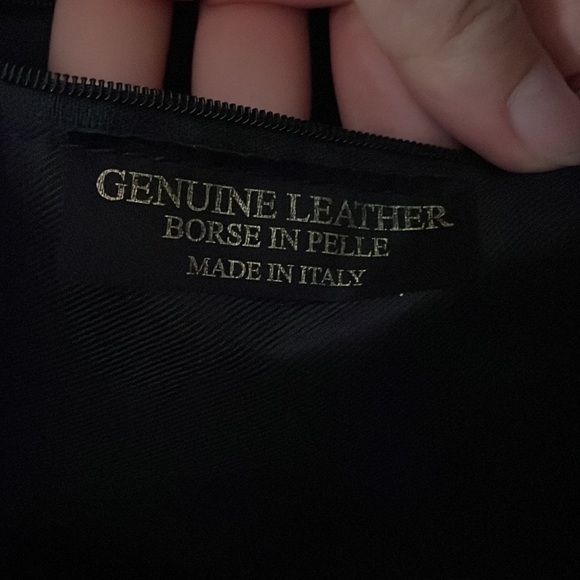 GENUINE LEATHER
BORSE IN PELLE
MADE IN ITALY